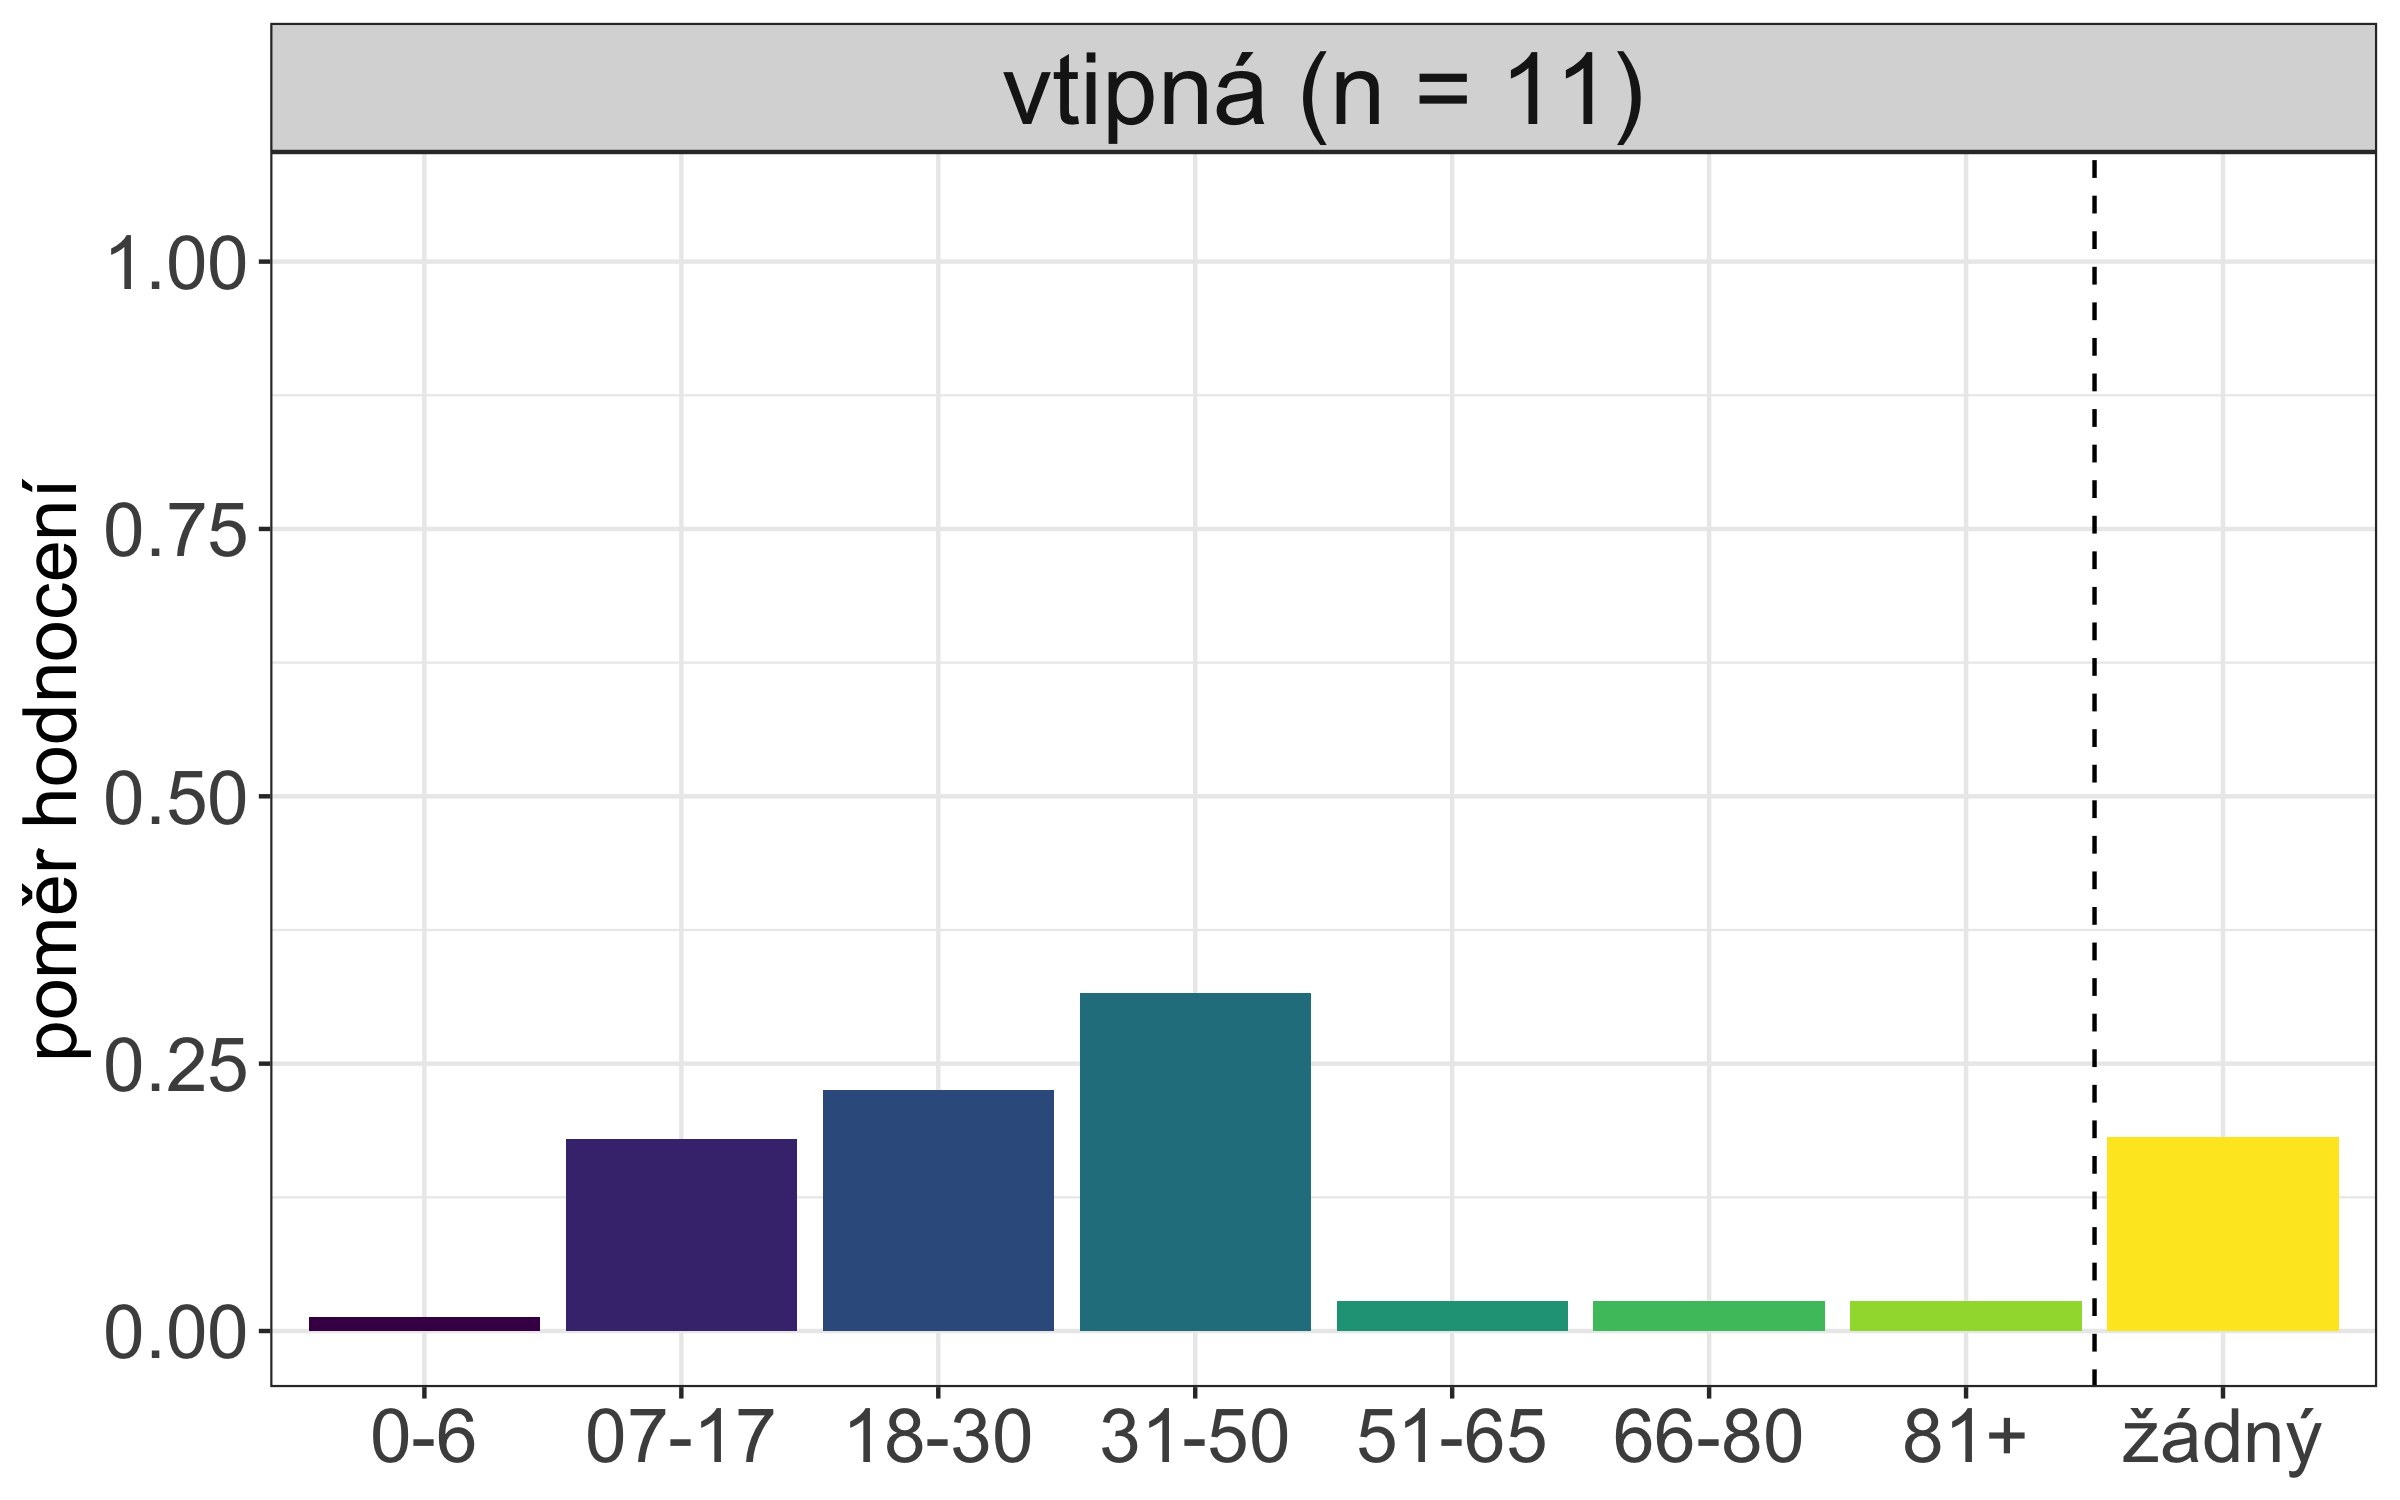 vtipná (n = 11)
poměr hodnocení
1.00
0.75
0.50
0.25
0.00
0-6 07-17 18-30 31-50 51-65 66-80 81+ žádný